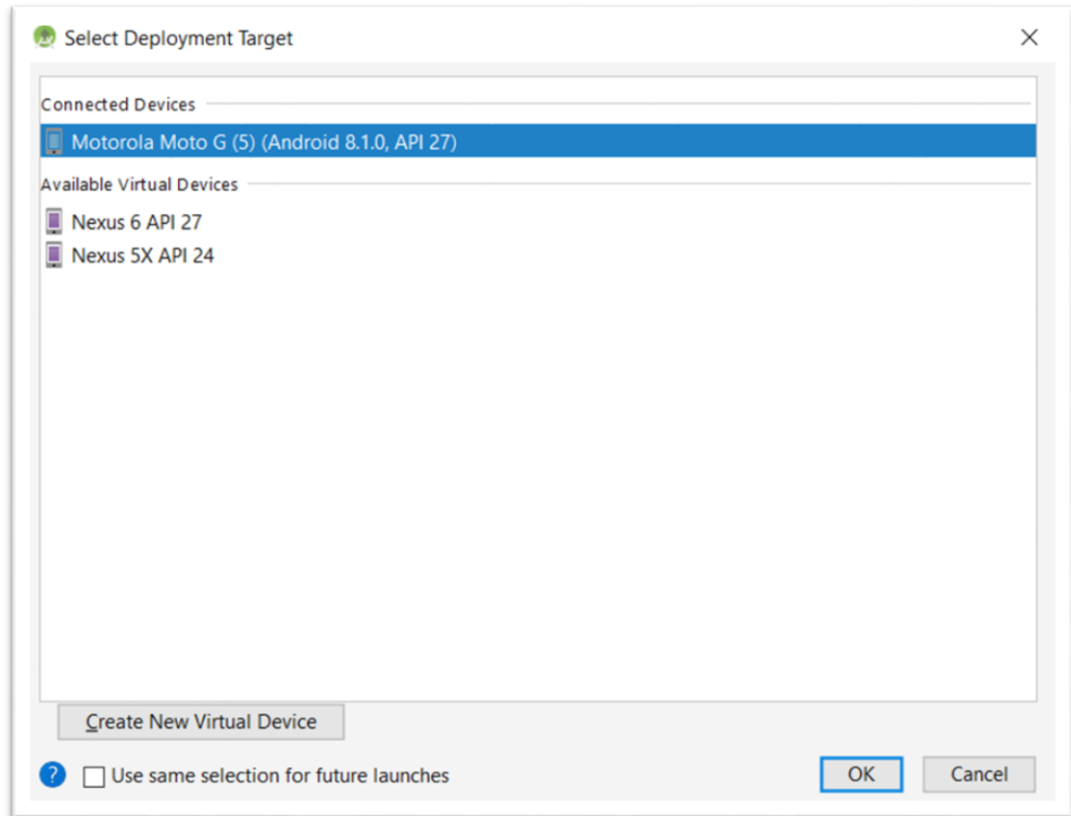 Select Deployment Target
Connected Devices
Motorola Moto G (5) (Android 8.1.0, API 27)
Available Virtual Devices
Nexus 6 API 27
Nexus 5X API 24
Create New Virtual Device
? Use same selection for future launches
OK Cancel